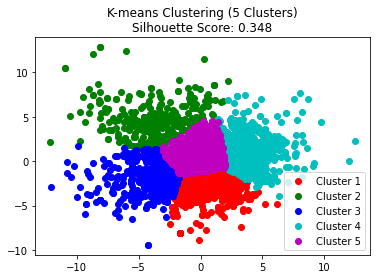 K-means Clustering (5 Clusters)
Silhouette Score: 0.348
10
5
0
−5
−10
−10
−5
0
5
10
Cluster 1
Cluster 2
Cluster 3
Cluster 4
Cluster 5